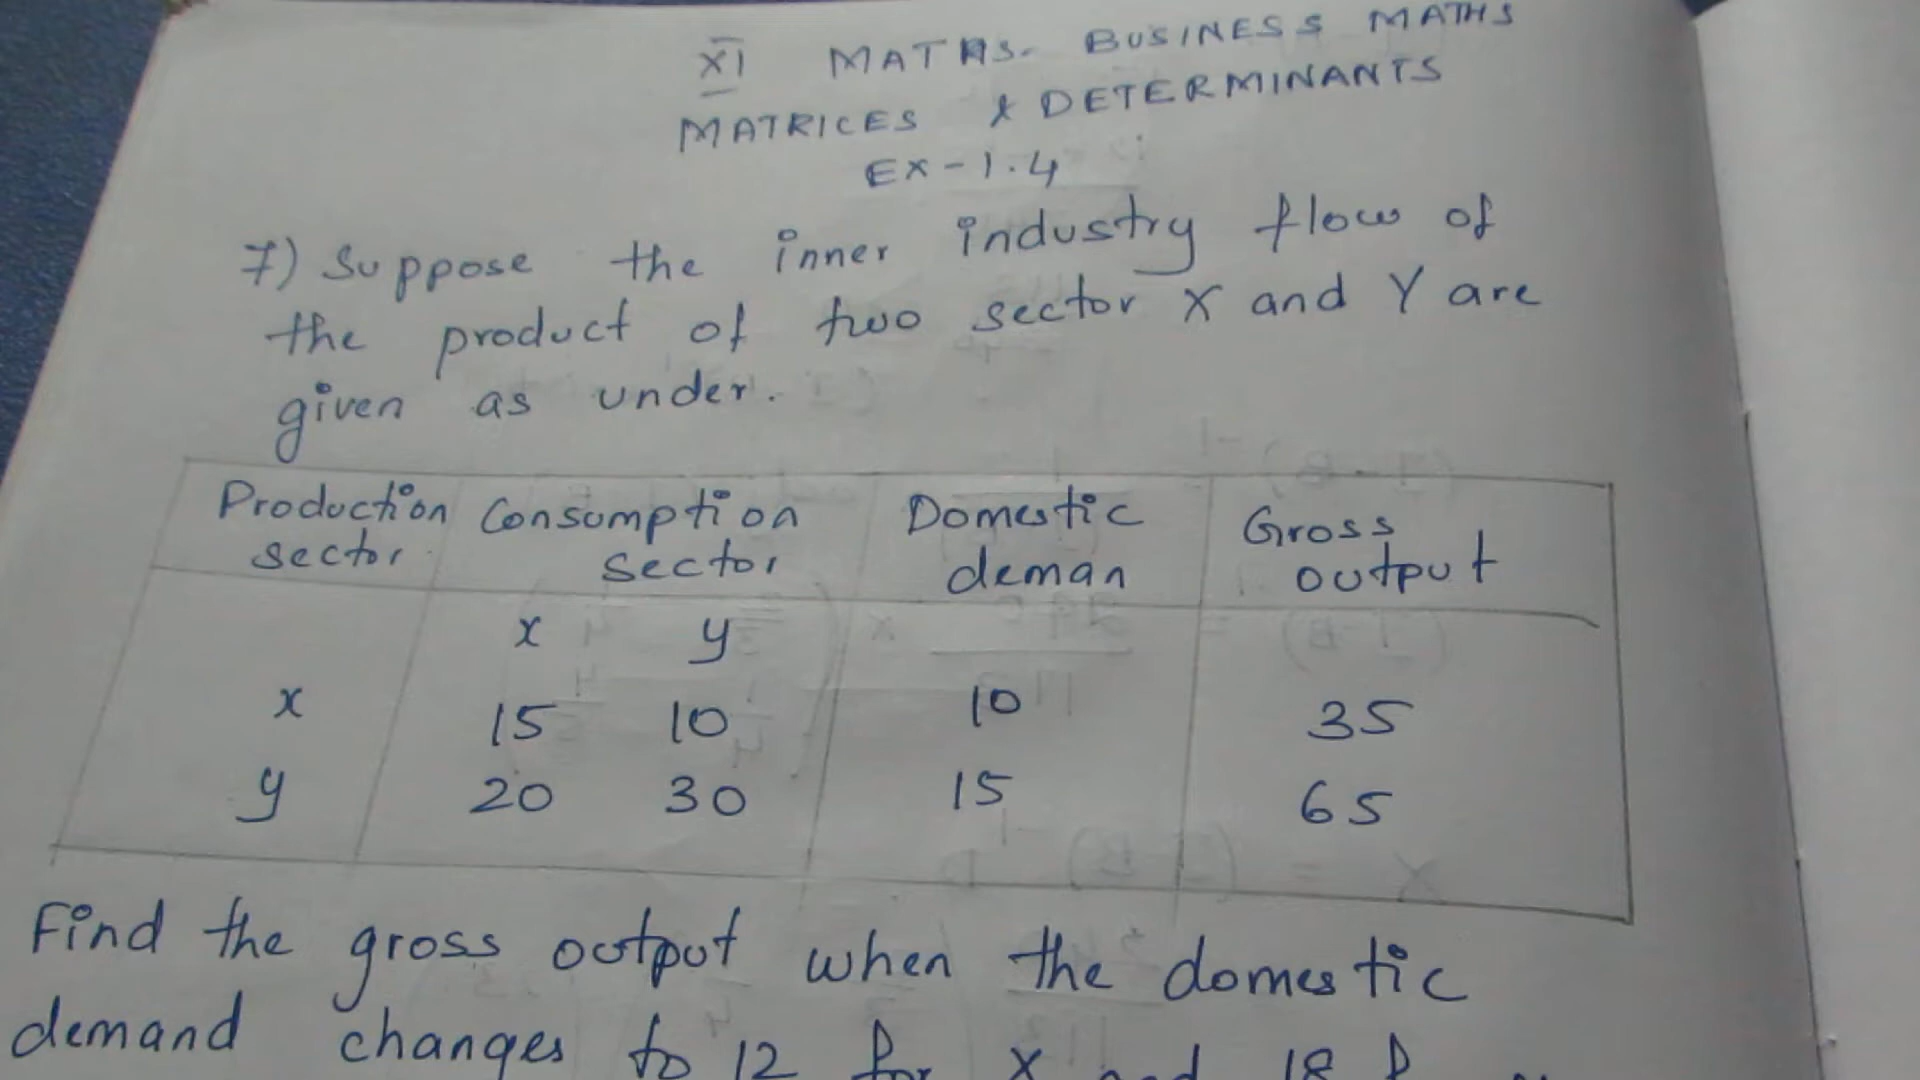 XI MATHS. BUSINESS MATHS
MATRICES & DETERMINANTS
EX-1.4
7) Suppose the inner industry flow of
the product of two sector X and Y are
given as under.
Production Consumption Domestic Gross
sector sector deman output
x y
x 15 10 10 35
y 20 30 15 65
Find the gross output when the domestic
demand changes to 12 for X and 18